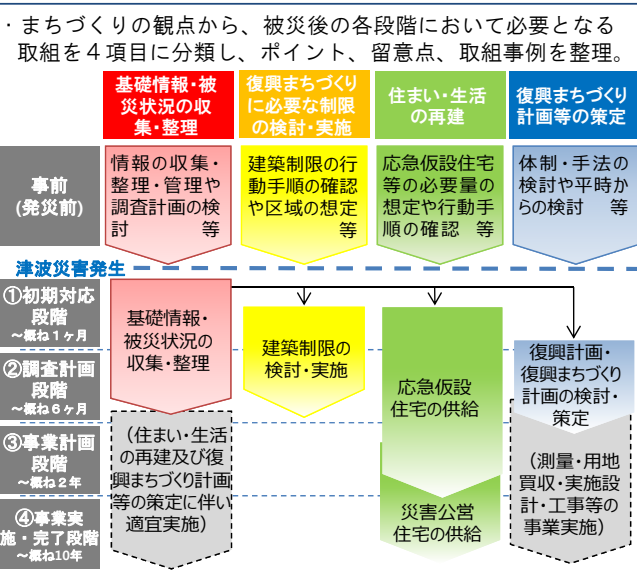 ・まちづくりの観点から、被災後の各段階において必要となる
取組を４項目に分類し、ポイント、留意点、取組事例を整理。
基礎情報・被
災状況の収
集・整理
復興まちづくり
に必要な制限
の検討・実施
住まい・生活
の再建
復興まちづくり
計画等の策定
事前
(発災前)
情報の収集・
整理・管理や
調査計画の検
討　　　等
建築制限の行
動手順の確認
や区域の想定
等
応急仮設住宅
等の必要量の
想定や行動手
順の確認　等
体制・手法の
検討や平時か
らの検討　等
津波災害発生
①初期対応
段階
～概ね１ヶ月
基礎情報・
被災状況の
収集・整理
建築制限の
検討・実施
②調査計画
段階
～概ね６ヶ月
応急仮設
住宅の供給
復興計画・
復興まちづくり
計画の検討・
策定
③事業計画
段階
～概ね２年
（住まい・生活
の再建及び復
興まちづくり計画
等の策定に伴い
適宜実施）
（測量・用地
買収・実施設
計・工事等の
事業実施）
④事業実
施・完了段階
～概ね10年
災害公営
住宅の供給